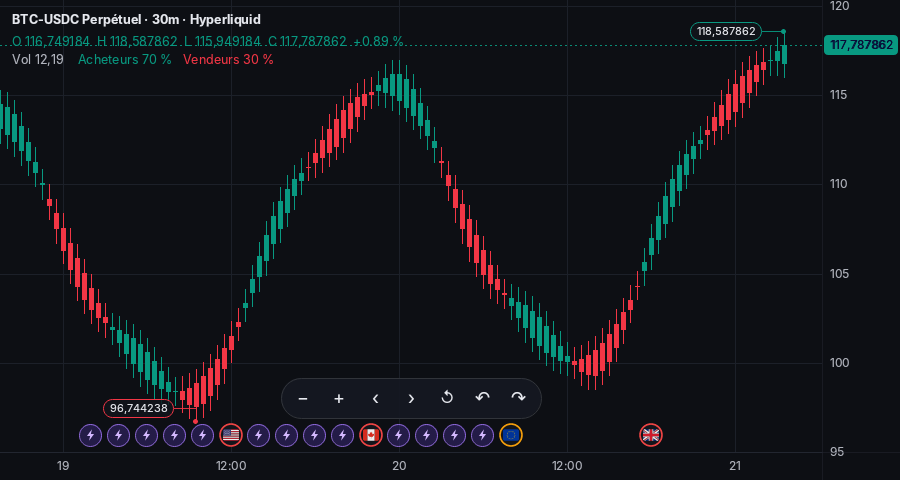 BTC-USDC Perpétuel · 30m · Hyperliquid
O 116,749184 H 118,587862 L 115,949184 C 117,787862 +0.89 %
Vol 12,19 Acheteurs 70 % Vendeurs 30 %
120
118,587862
117,787862
115
110
105
100
96,744238
95
19 12:00 20 12:00 21